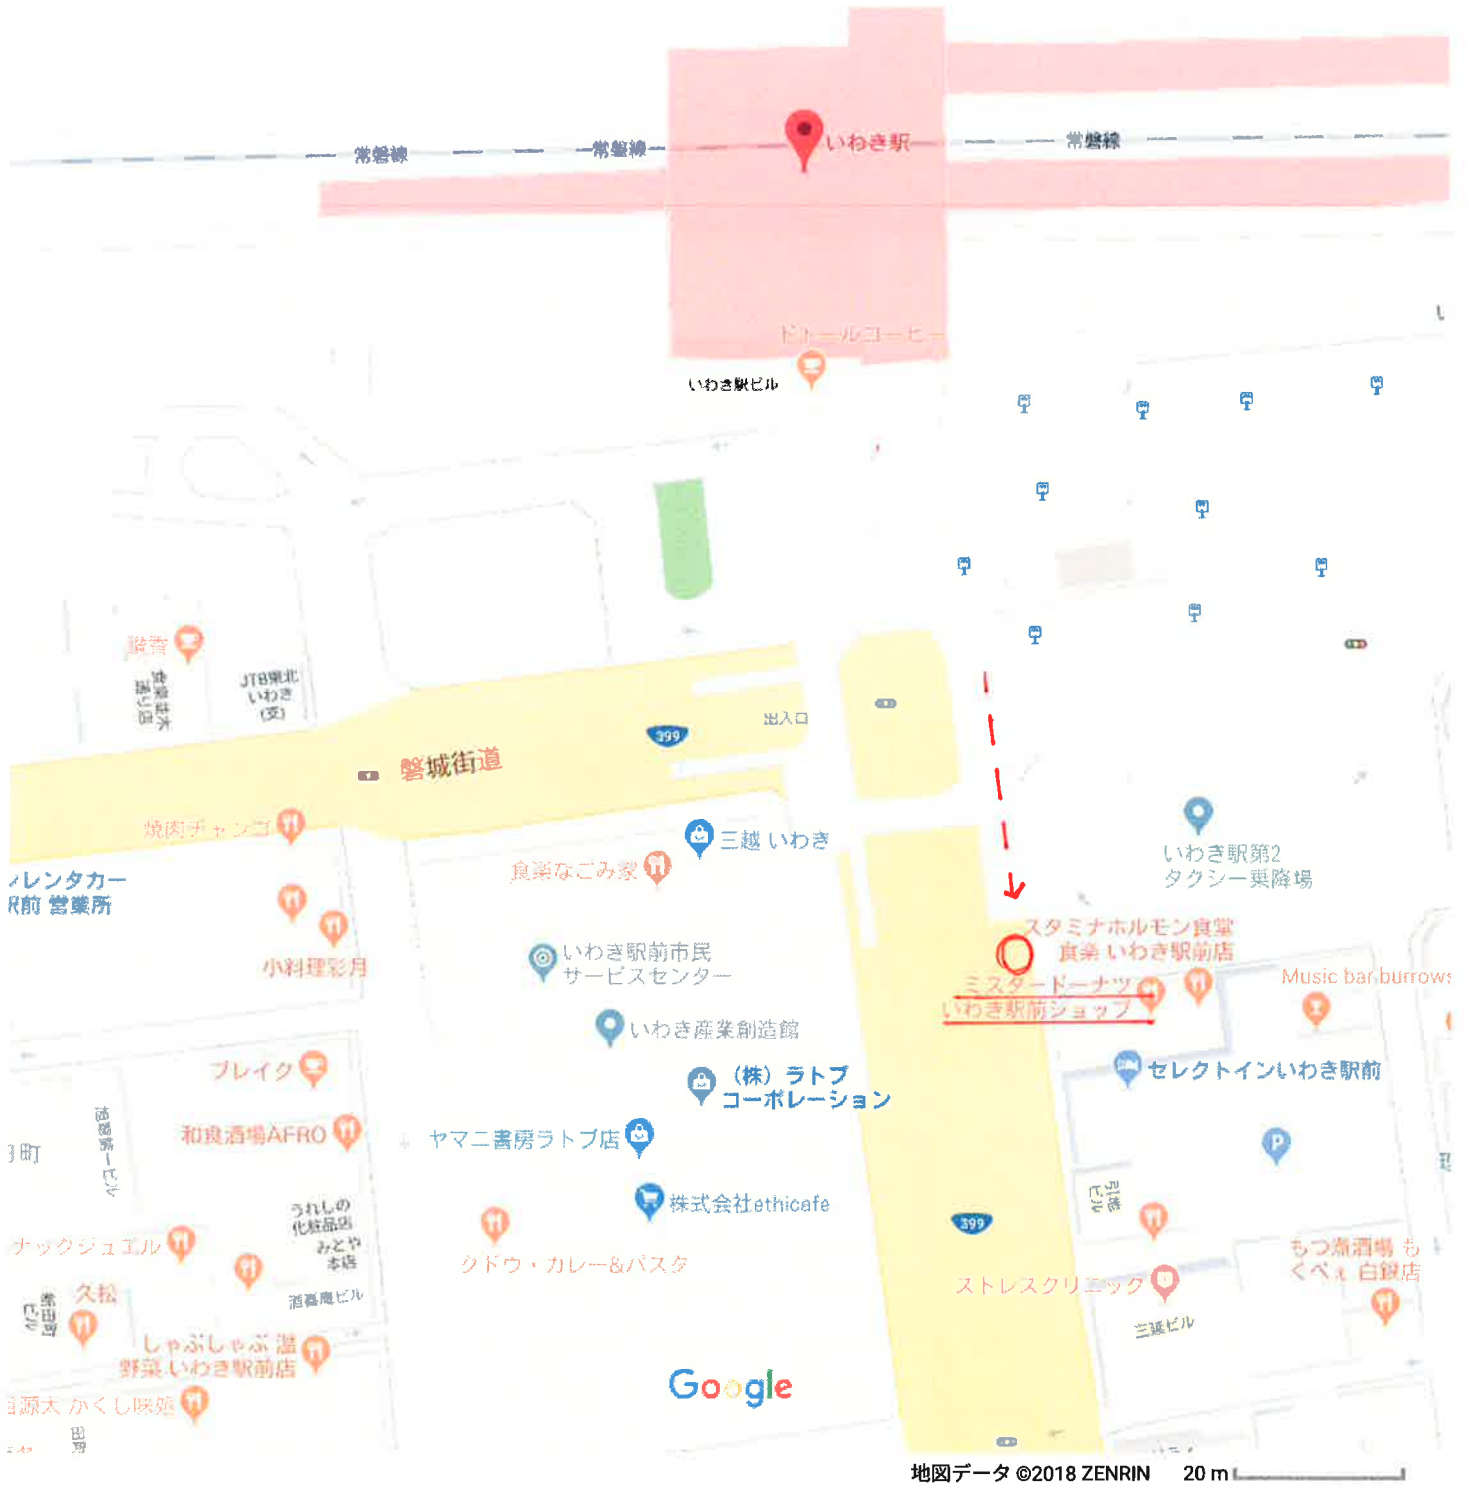 常磐線
常磐線
いわき駅
常磐線
ドトールコーヒー
いわき駅ビル
JTB東北
いわき
(支)
399
出入口
磐城街道
焼肉チャンゴ
三越 いわき
食楽なごみ家
いわき駅第2
タクシー乗降場
ノレンタカー
駅前 営業所
小料理彩月
いわき駅前市民
サービスセンター
スタミナホルモン食堂
食楽 いわき駅前店
ミスタードーナツ
いわき駅前ショップ
Music bar burrows
いわき産業創造館
ブレイク
(株) ラトブ
コーポレーション
セレクトインいわき駅前
和食酒場AFRO
ヤマニ書房ラトブ店
P
町
株式会社ethicafe
399
うれしの
化粧品店
みとや
本店
ナックジュエル
クドウ・カレー&パスタ
ストレスクリニック
もつ煮酒場 も
くべぇ 白銀店
久松
三延ビル
しゃぶしゃぶ 温
野菜 いわき駅前店
源太 かくし味処
Google
地図データ ©2018 ZENRIN
20 m